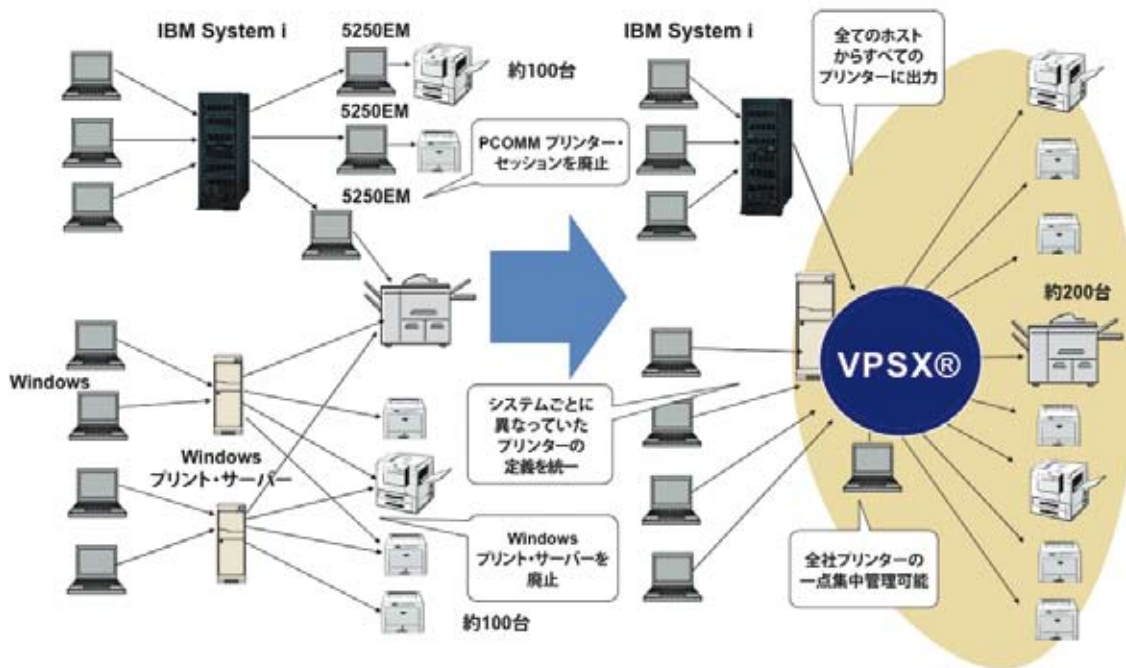 IBM System i
5250EM
約100台
5250EM
PCOMM プリンター・
セッションを廃止
5250EM
Windows
Windows
プリント・サーバー
Windows
プリント・サーバーを
廃止
約100台
IBM System i
全てのホスト
からすべての
プリンターに出力
約200台
VPSX®
システムごとに
異なっていた
プリンターの
定義を統一
全社プリンターの
一点集中管理可能